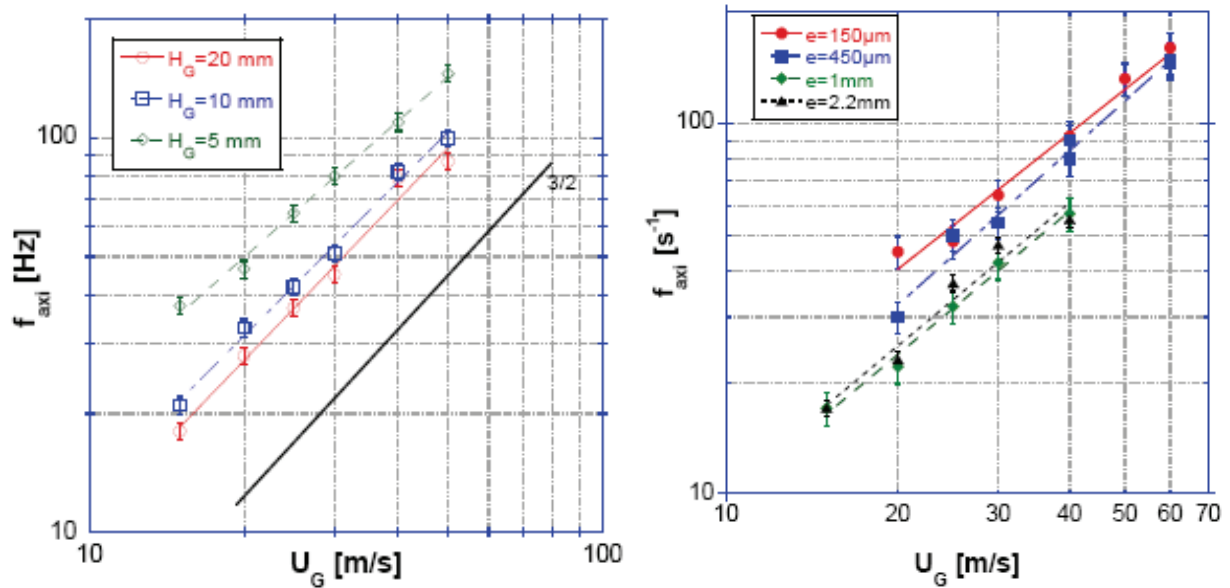 H_G=20 mm
H_G=10 mm
H_G=5 mm
100
3/2
f_axi [Hz]
10
10
100
U_G [m/s]
e=150µm
e=450µm
e=1mm
e=2.2mm
100
f_axi [s⁻¹]
10
10
20
30
40
50
60
70
U_G [m/s]